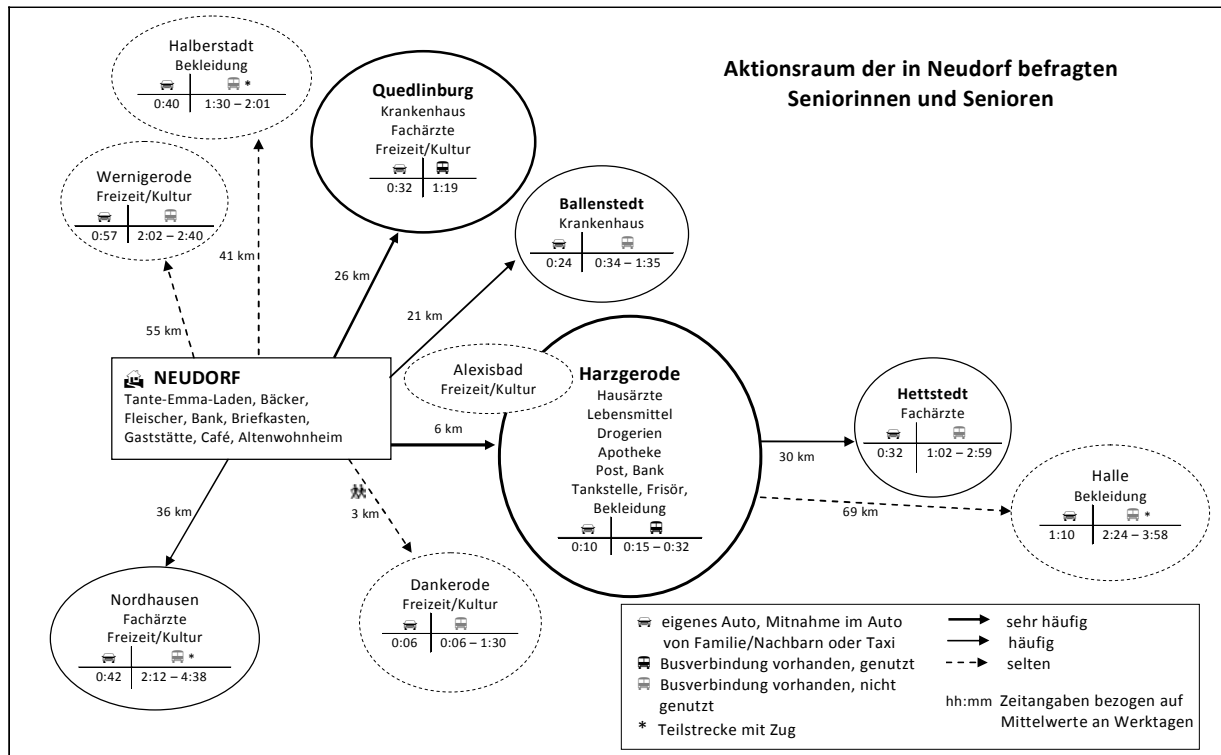 Aktionsraum der in Neudorf befragten
Seniorinnen und Senioren
Halberstadt
Bekleidung
*
0:40
1:30 – 2:01
Quedlinburg
Krankenhaus
Fachärzte
Freizeit/Kultur
0:32
1:19
Wernigerode
Freizeit/Kultur
0:57
2:02 – 2:40
Ballenstedt
Krankenhaus
0:24
0:34 – 1:35
41 km
26 km
21 km
55 km
NEUDORF
Tante-Emma-Laden, Bäcker,
Fleischer, Bank, Briefkasten,
Gaststätte, Café, Altenwohnheim
Alexisbad
Freizeit/Kultur
6 km
Harzgerode
Hausärzte
Lebensmittel
Drogerien
Apotheke
Post, Bank
Tankstelle, Frisör,
Bekleidung
0:10
0:15 – 0:32
30 km
Hettstedt
Fachärzte
0:32
1:02 – 2:59
69 km
Halle
Bekleidung
*
1:10
2:24 – 3:58
36 km
3 km
Nordhausen
Fachärzte
Freizeit/Kultur
*
0:42
2:12 – 4:38
Dankerode
Freizeit/Kultur
0:06
0:06 – 1:30
eigenes Auto, Mitnahme im Auto
von Familie/Nachbarn oder Taxi
Busverbindung vorhanden, genutzt
Busverbindung vorhanden, nicht
genutzt
* Teilstrecke mit Zug
sehr häufig
häufig
selten
hh:mm Zeitangaben bezogen auf
Mittelwerte an Werktagen